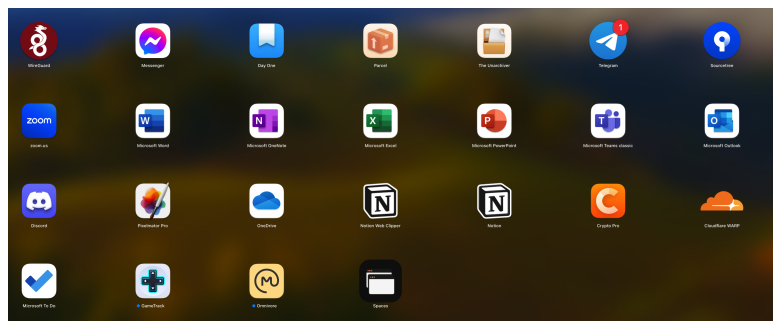 WireGuard
Messenger
Day One
Parcel
The Unarchiver
1
Telegram
Sourcetree
zoom
zoom.us
W
Microsoft Word
N
Microsoft OneNote
X
Microsoft Excel
P
Microsoft PowerPoint
T
Microsoft Teams classic
O
Microsoft Outlook
Discord
Pixelmator Pro
OneDrive
N
Notion Web Clipper
N
Notion
C
Crypto Pro
Cloudflare WARP
Microsoft To Do
GameTrack
Omnivore
Spaces